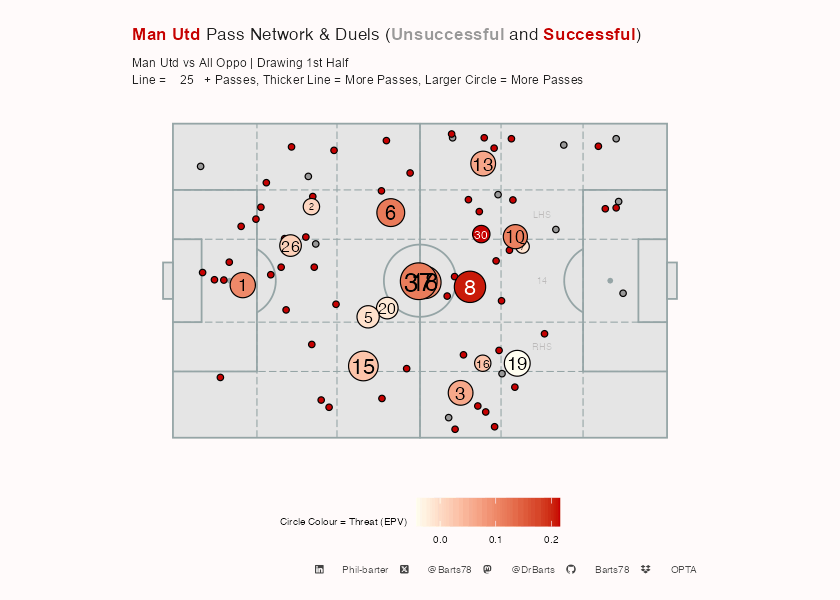 Man Utd Pass Network & Duels (Unsuccessful and Successful)
Man Utd vs All Oppo | Drawing 1st Half
Line = 25 + Passes, Thicker Line = More Passes, Larger Circle = More Passes
13
2
6
LHS
30
10
26
14
1
37
18
8
20
5
RHS
15
16
19
3
Circle Colour = Threat (EPV)
0.0 0.1 0.2
Phil-barter @Barts78 @DrBarts Barts78 OPTA